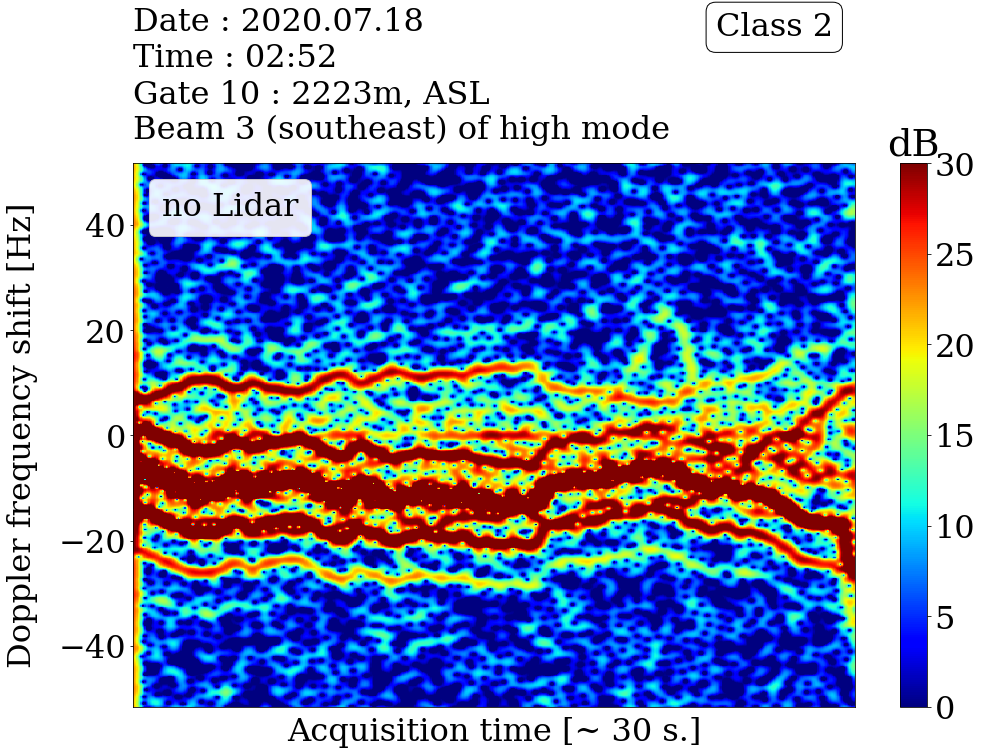 Date : 2020.07.18
Time : 02:52
Gate 10 : 2223m, ASL
Beam 3 (southeast) of high mode
Class 2
dB
no Lidar
Doppler frequency shift [Hz]
40
20
0
−20
−40
30
25
20
15
10
5
0
Acquisition time [~ 30 s.]